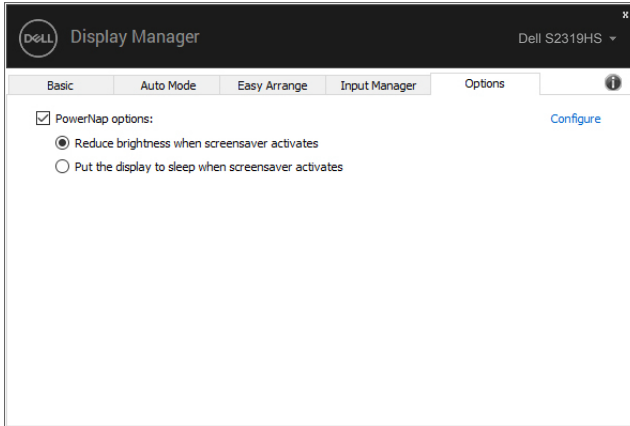 x
DELL Display Manager Dell S2319HS
Basic Auto Mode Easy Arrange Input Manager Options i
PowerNap options: Configure
Reduce brightness when screensaver activates
Put the display to sleep when screensaver activates